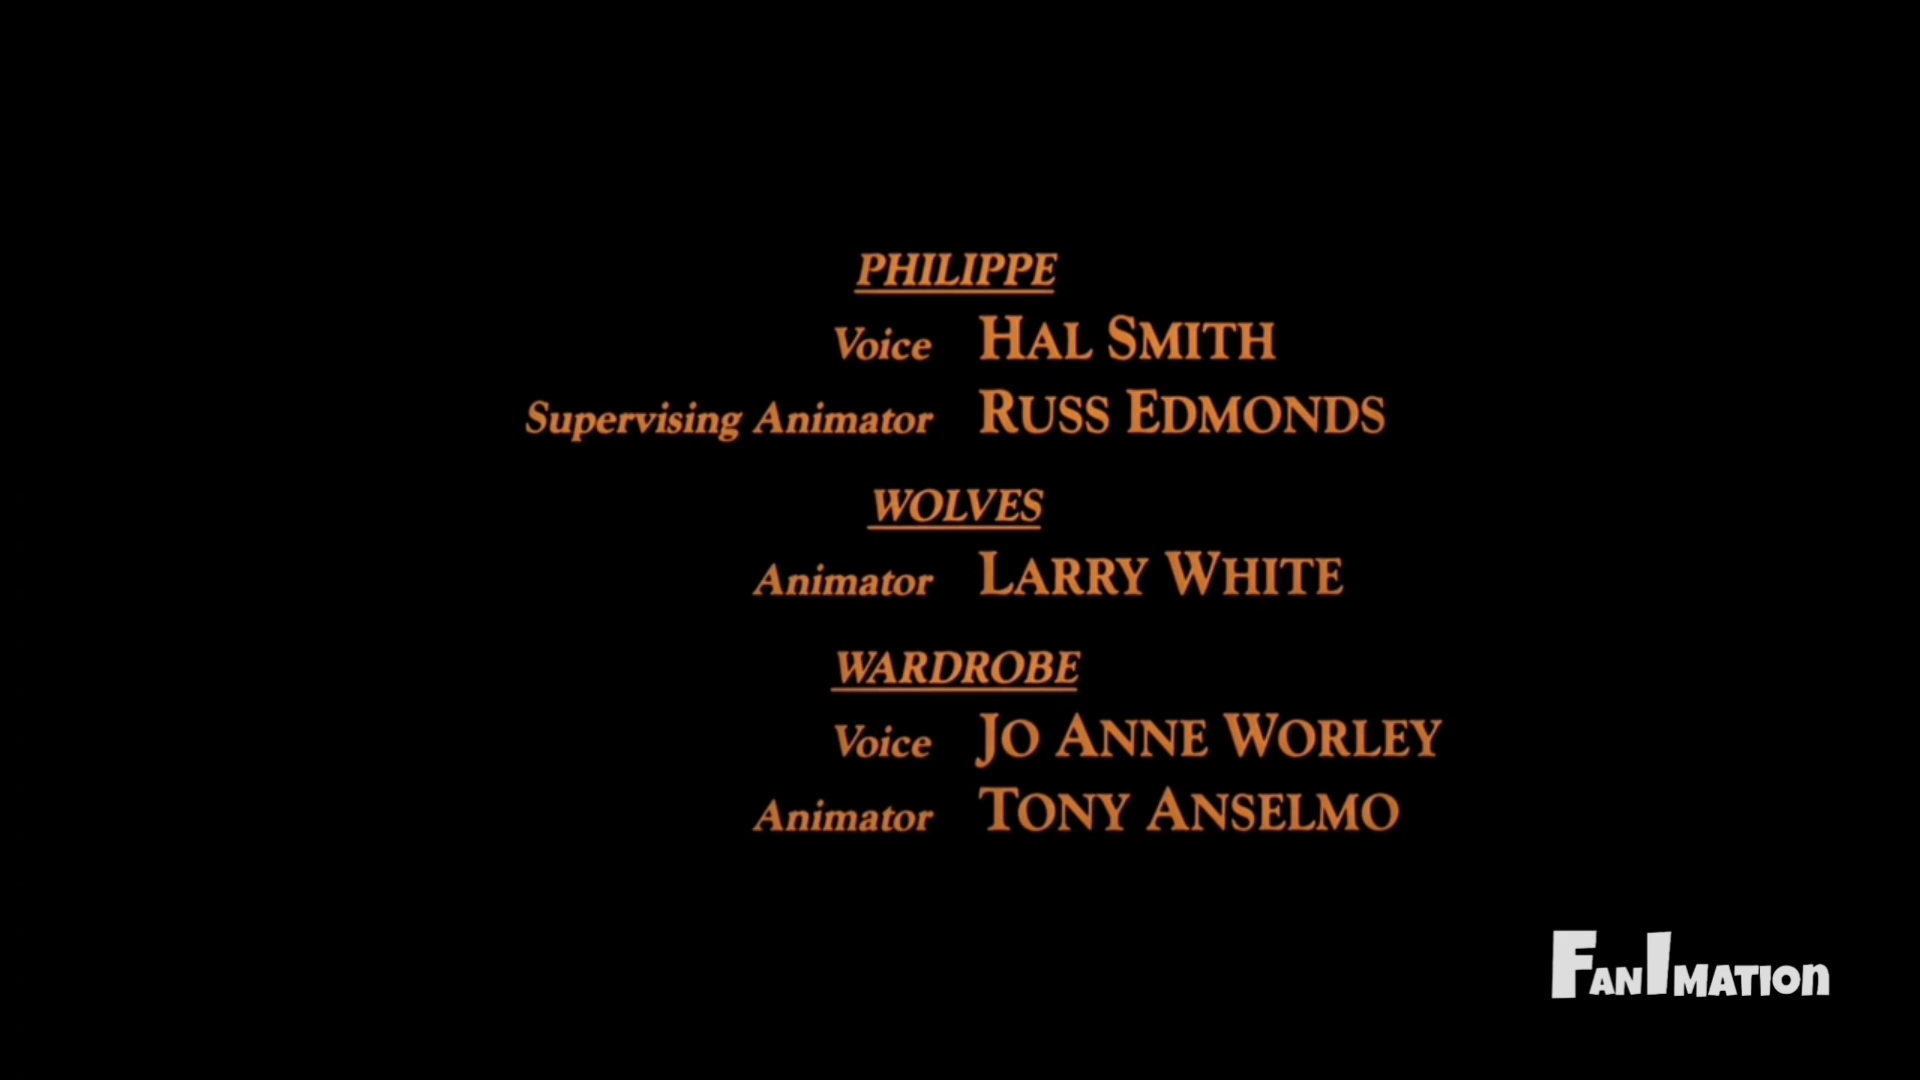 PHILIPPE
Voice HAL SMITH
Supervising Animator RUSS EDMONDS
WOLVES
Animator LARRY WHITE
WARDROBE
Voice JO ANNE WORLEY
Animator TONY ANSELMO
FANIMATION